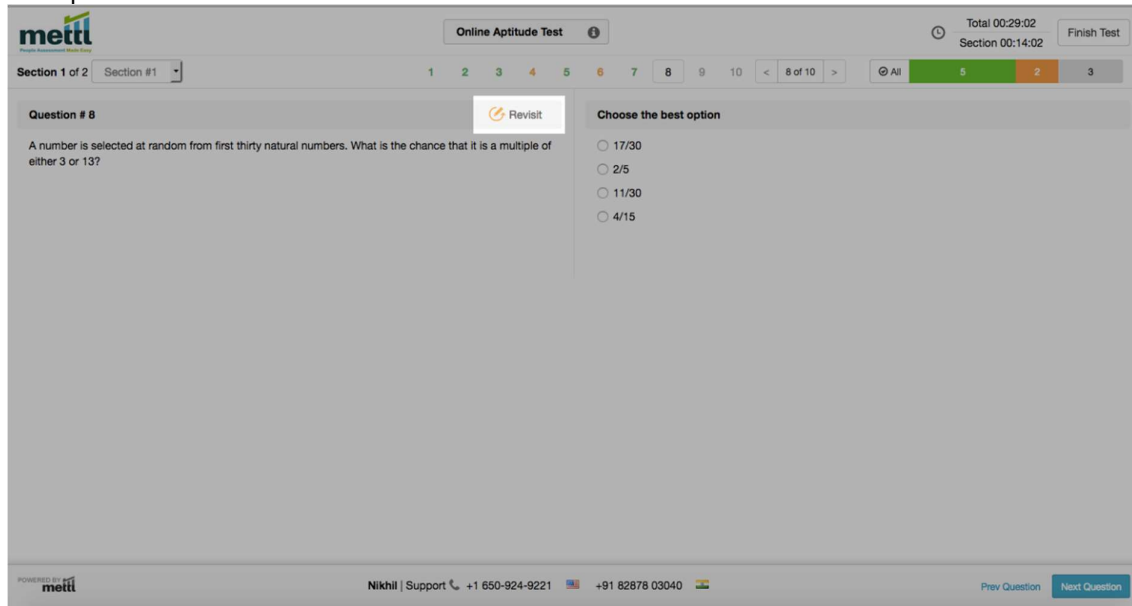 mettl
People Assessment Made Easy
Online Aptitude Test
Total 00:29:02
Section 00:14:02
Finish Test
Section 1 of 2 Section #1
1 2 3 4 5 6 7 8 9 10 < 8 of 10 > All 5 2 3
Question # 8
Revisit
Choose the best option
A number is selected at random from first thirty natural numbers. What is the chance that it is a multiple of
either 3 or 13?
17/30
2/5
11/30
4/15
POWERED BY
mettl
Nikhil | Support +1 650-924-9221 +91 82878 03040
Prev Question
Next Question